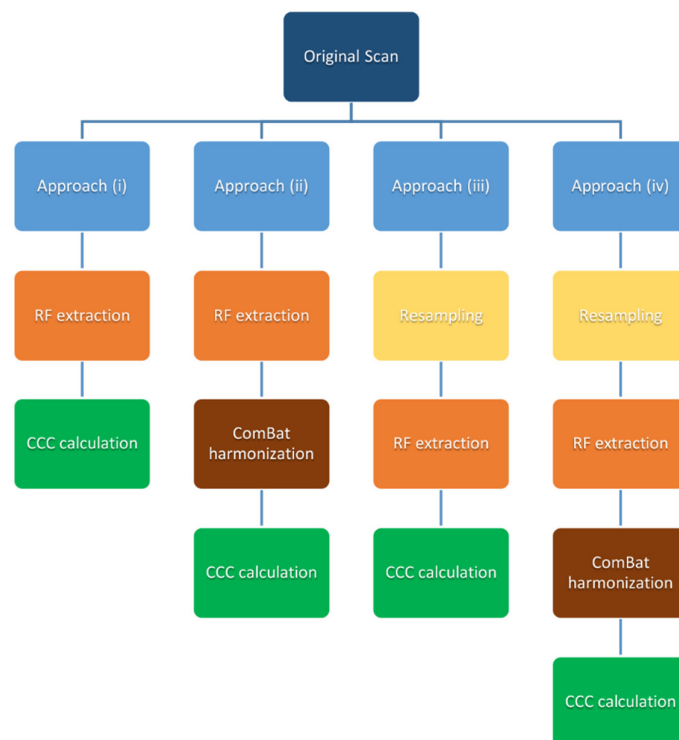 Original Scan
Approach (i)
Approach (ii)
Approach (iii)
Approach (iv)
RF extraction
RF extraction
Resampling
Resampling
CCC calculation
ComBat
harmonization
RF extraction
RF extraction
CCC calculation
CCC calculation
ComBat
harmonization
CCC calculation